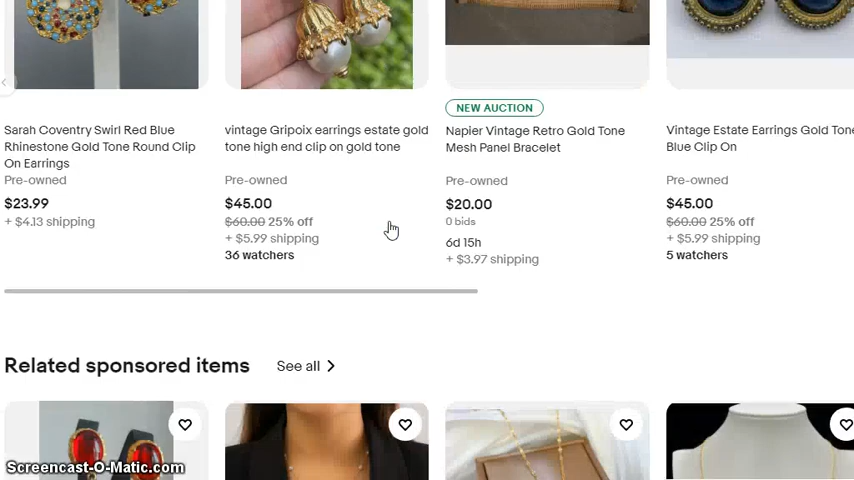 NEW AUCTION
Sarah Coventry Swirl Red Blue
Rhinestone Gold Tone Round Clip
On Earrings
Pre-owned
$23.99
+ $4.13 shipping
vintage Gripoix earrings estate gold
tone high end clip on gold tone
Pre-owned
$45.00
$60.00 25% off
+ $5.99 shipping
36 watchers
Napier Vintage Retro Gold Tone
Mesh Panel Bracelet
Pre-owned
$20.00
0 bids
6d 15h
+ $3.97 shipping
Vintage Estate Earrings Gold Tone
Blue Clip On
Pre-owned
$45.00
$60.00 25% off
+ $5.99 shipping
5 watchers
Related sponsored items See all
Screencast-O-Matic.com